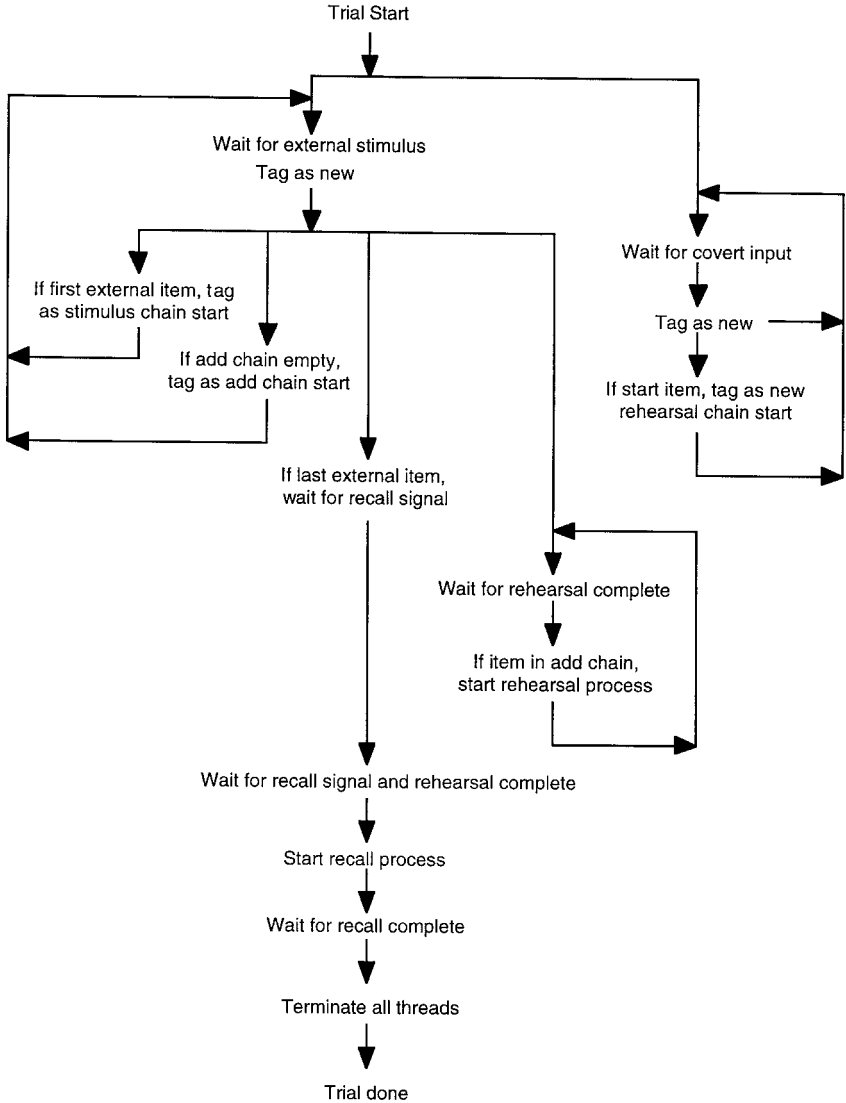 Trial Start
Wait for external stimulus
Tag as new
If first external item, tag
as stimulus chain start
If add chain empty,
tag as add chain start
If last external item,
wait for recall signal
Wait for rehearsal complete
If item in add chain,
start rehearsal process
Wait for covert input
Tag as new
If start item, tag as new
rehearsal chain start
Wait for recall signal and rehearsal complete
Start recall process
Wait for recall complete
Terminate all threads
Trial done